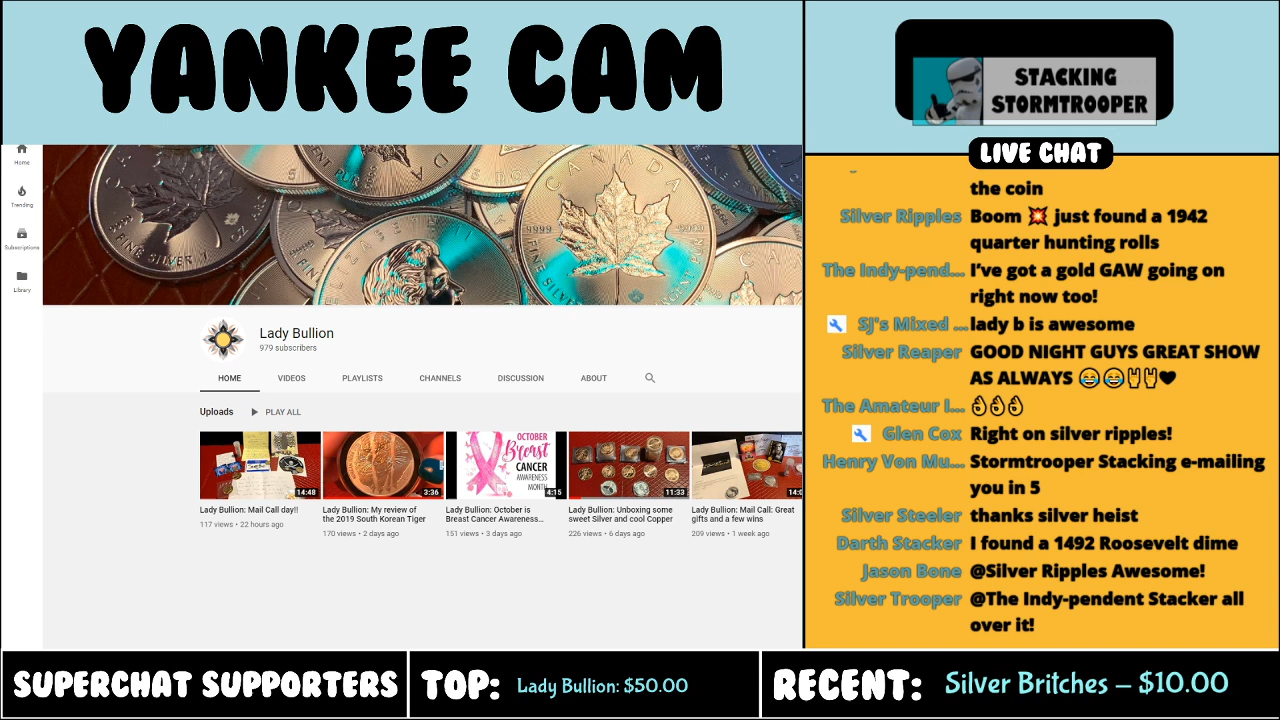 YANKEE CAM
STACKING
STORMTROOPER
LIVE CHAT
Home
Trending
Subscriptions
Library
CANADA
9999
Lady Bullion
979 subscribers
HOME VIDEOS PLAYLISTS CHANNELS DISCUSSION ABOUT
Uploads PLAY ALL
14:48
3:36
OCTOBER
Breast
CANCER
AWARENESS
MONTH
4:15
11:33
14:0
Lady Bullion: Mail Call day!!
117 views • 22 hours ago
Lady Bullion: My review of
the 2019 South Korean Tiger
170 views • 2 days ago
Lady Bullion: October is
Breast Cancer Awareness...
151 views • 3 days ago
Lady Bullion: Unboxing some
sweet Silver and cool Copper
226 views • 6 days ago
Lady Bullion: Mail Call: Great
gifts and a few wins
209 views • 1 week ago
the coin
Silver Ripples Boom 💥 just found a 1942
quarter hunting rolls
The Indy-pend... I've got a gold GAW going on
right now too!
SJ's Mixed ... lady b is awesome
Silver Reaper GOOD NIGHT GUYS GREAT SHOW
AS ALWAYS 😂😂🤘🤘🖤
The Amateur I... 👌👌👌
Glen Cox Right on silver ripples!
Henry Von Mu... Stormtrooper Stacking e-mailing
you in 5
Silver Steeler thanks silver heist
Darth Stacker I found a 1492 Roosevelt dime
Jason Bone @Silver Ripples Awesome!
Silver Trooper @The Indy-pendent Stacker all
over it!
SUPERCHAT SUPPORTERS TOP: Lady Bullion: $50.00 RECENT: Silver Britches – $10.00